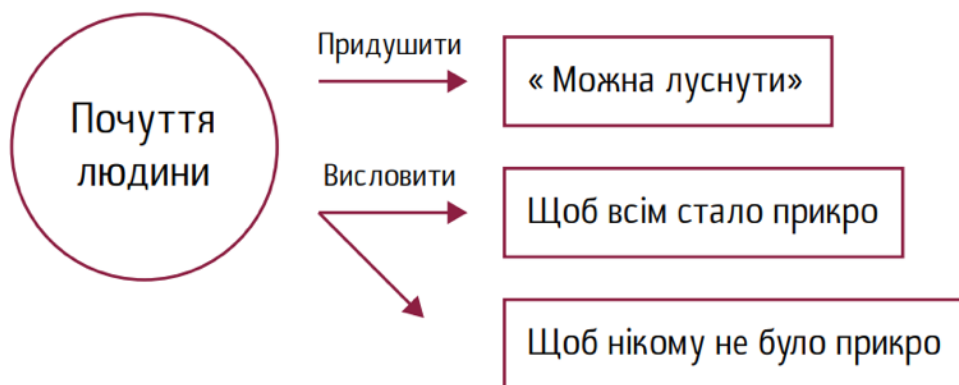 Почуття
людини
Придушити
« Можна луснути»
Висловити
Щоб всім стало прикро
Щоб нікому не було прикро